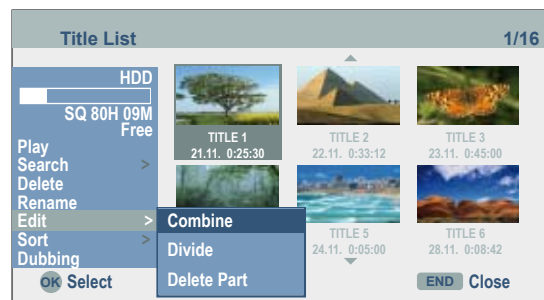 Title List 1/16
HDD
SQ 80H 09M
Free
Play
Search >
Delete
Rename
Edit >
Sort >
Dubbing
TITLE 1
21.11. 0:25:30
TITLE 2
22.11. 0:33:12
TITLE 3
23.11. 0:45:00
TITLE 5
24.11. 0:05:00
TITLE 6
28.11. 0:08:42
Combine
Divide
Delete Part
OK Select
END Close